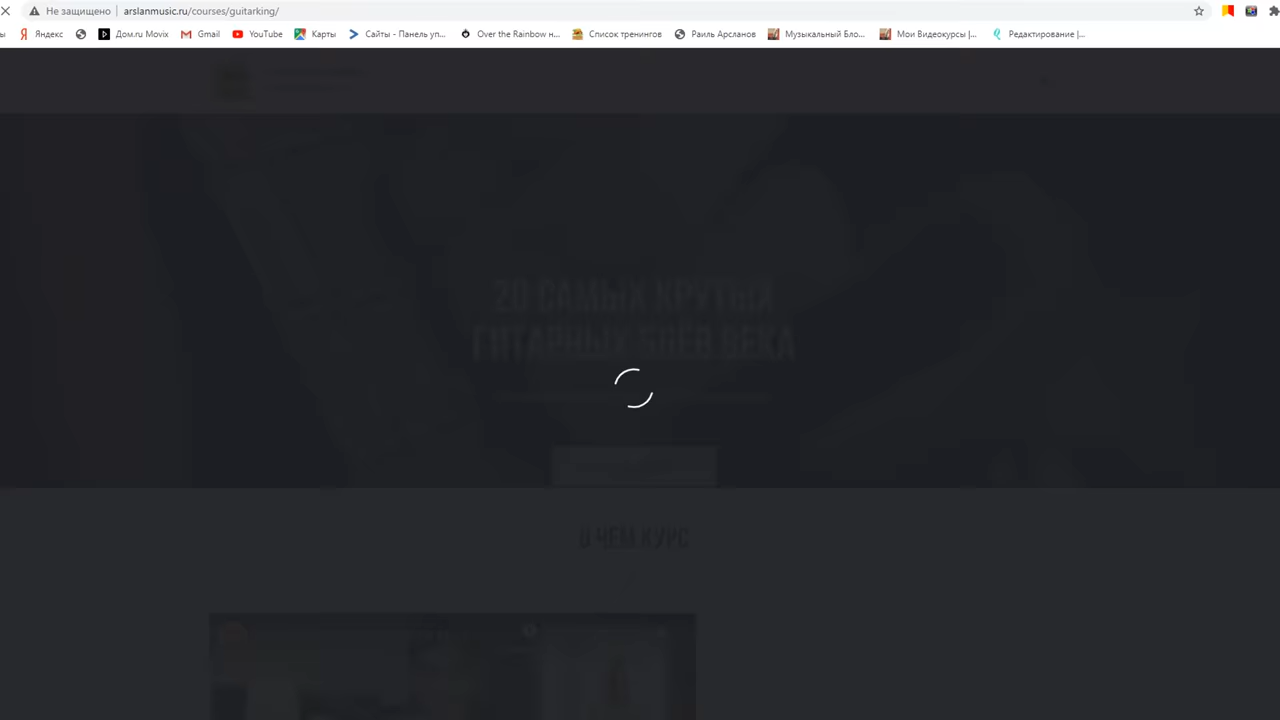 Не защищено arslanmusic.ru/courses/guitarking/
ы Яндекс Дом.ru Movix Gmail YouTube Карты Сайты - Панель уп... Over the Rainbow н... Список тренингов Раиль Арсланов Музыкальный Бло... Мои Видеокурсы |... Редактирование |...
20 САМЫХ КРУТЫХ
ГИТАРНЫХ БОЁВ ВЕКА
О ЧЕМ КУРС